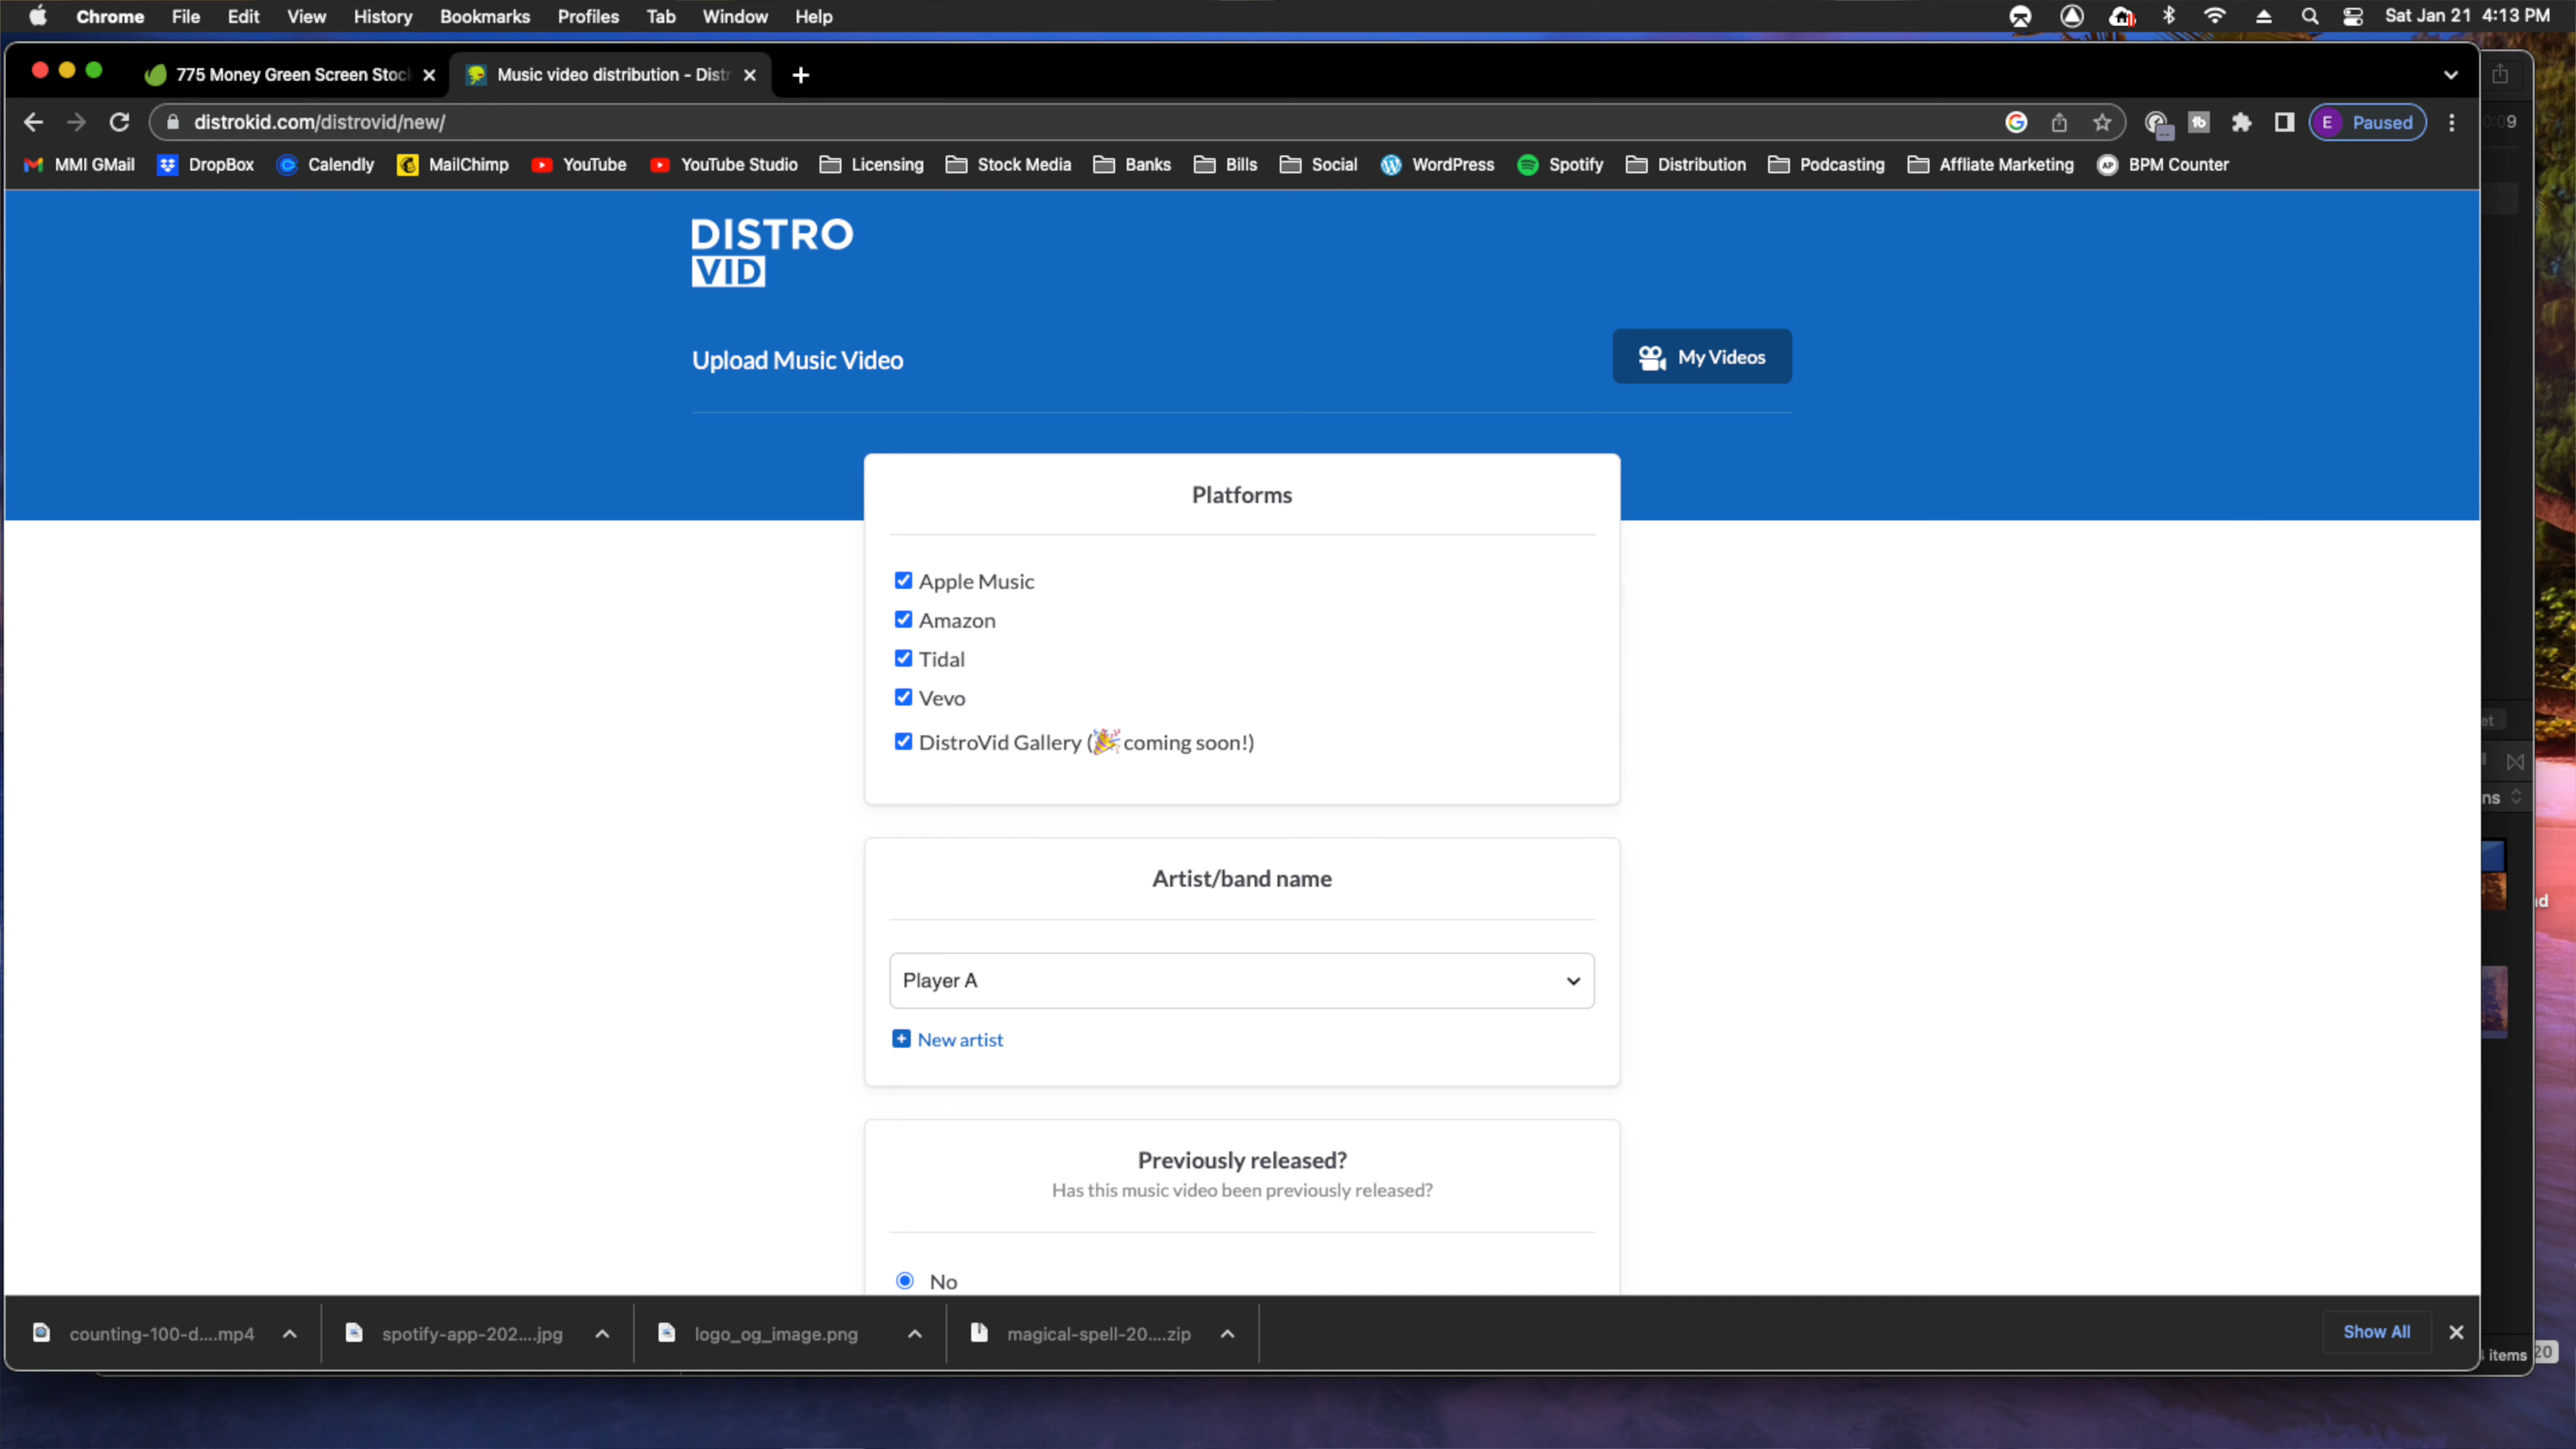 Chrome File Edit View History Bookmarks Profiles Tab Window Help Sat Jan 21 4:13 PM
775 Money Green Screen Stoc Music video distribution - Distr
distrokid.com/distrovid/new/ E Paused :09
MMI GMail DropBox Calendly MailChimp YouTube YouTube Studio Licensing Stock Media Banks Bills Social WordPress Spotify Distribution Podcasting Affliate Marketing BPM Counter
DISTRO
VID
Upload Music Video My Videos
Platforms
Apple Music
Amazon
Tidal
Vevo
DistroVid Gallery (🎉 coming soon!)
Artist/band name
Player A
New artist
Previously released?
Has this music video been previously released?
No
counting-100-d....mp4 spotify-app-202....jpg logo_og_image.png magical-spell-20....zip Show All
items 20